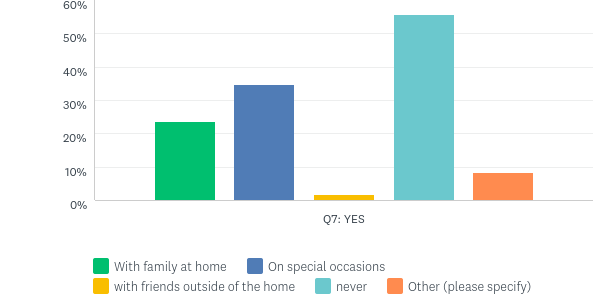 60%
50%
40%
30%
20%
10%
0%
Q7: YES
With family at home On special occasions
with friends outside of the home never Other (please specify)